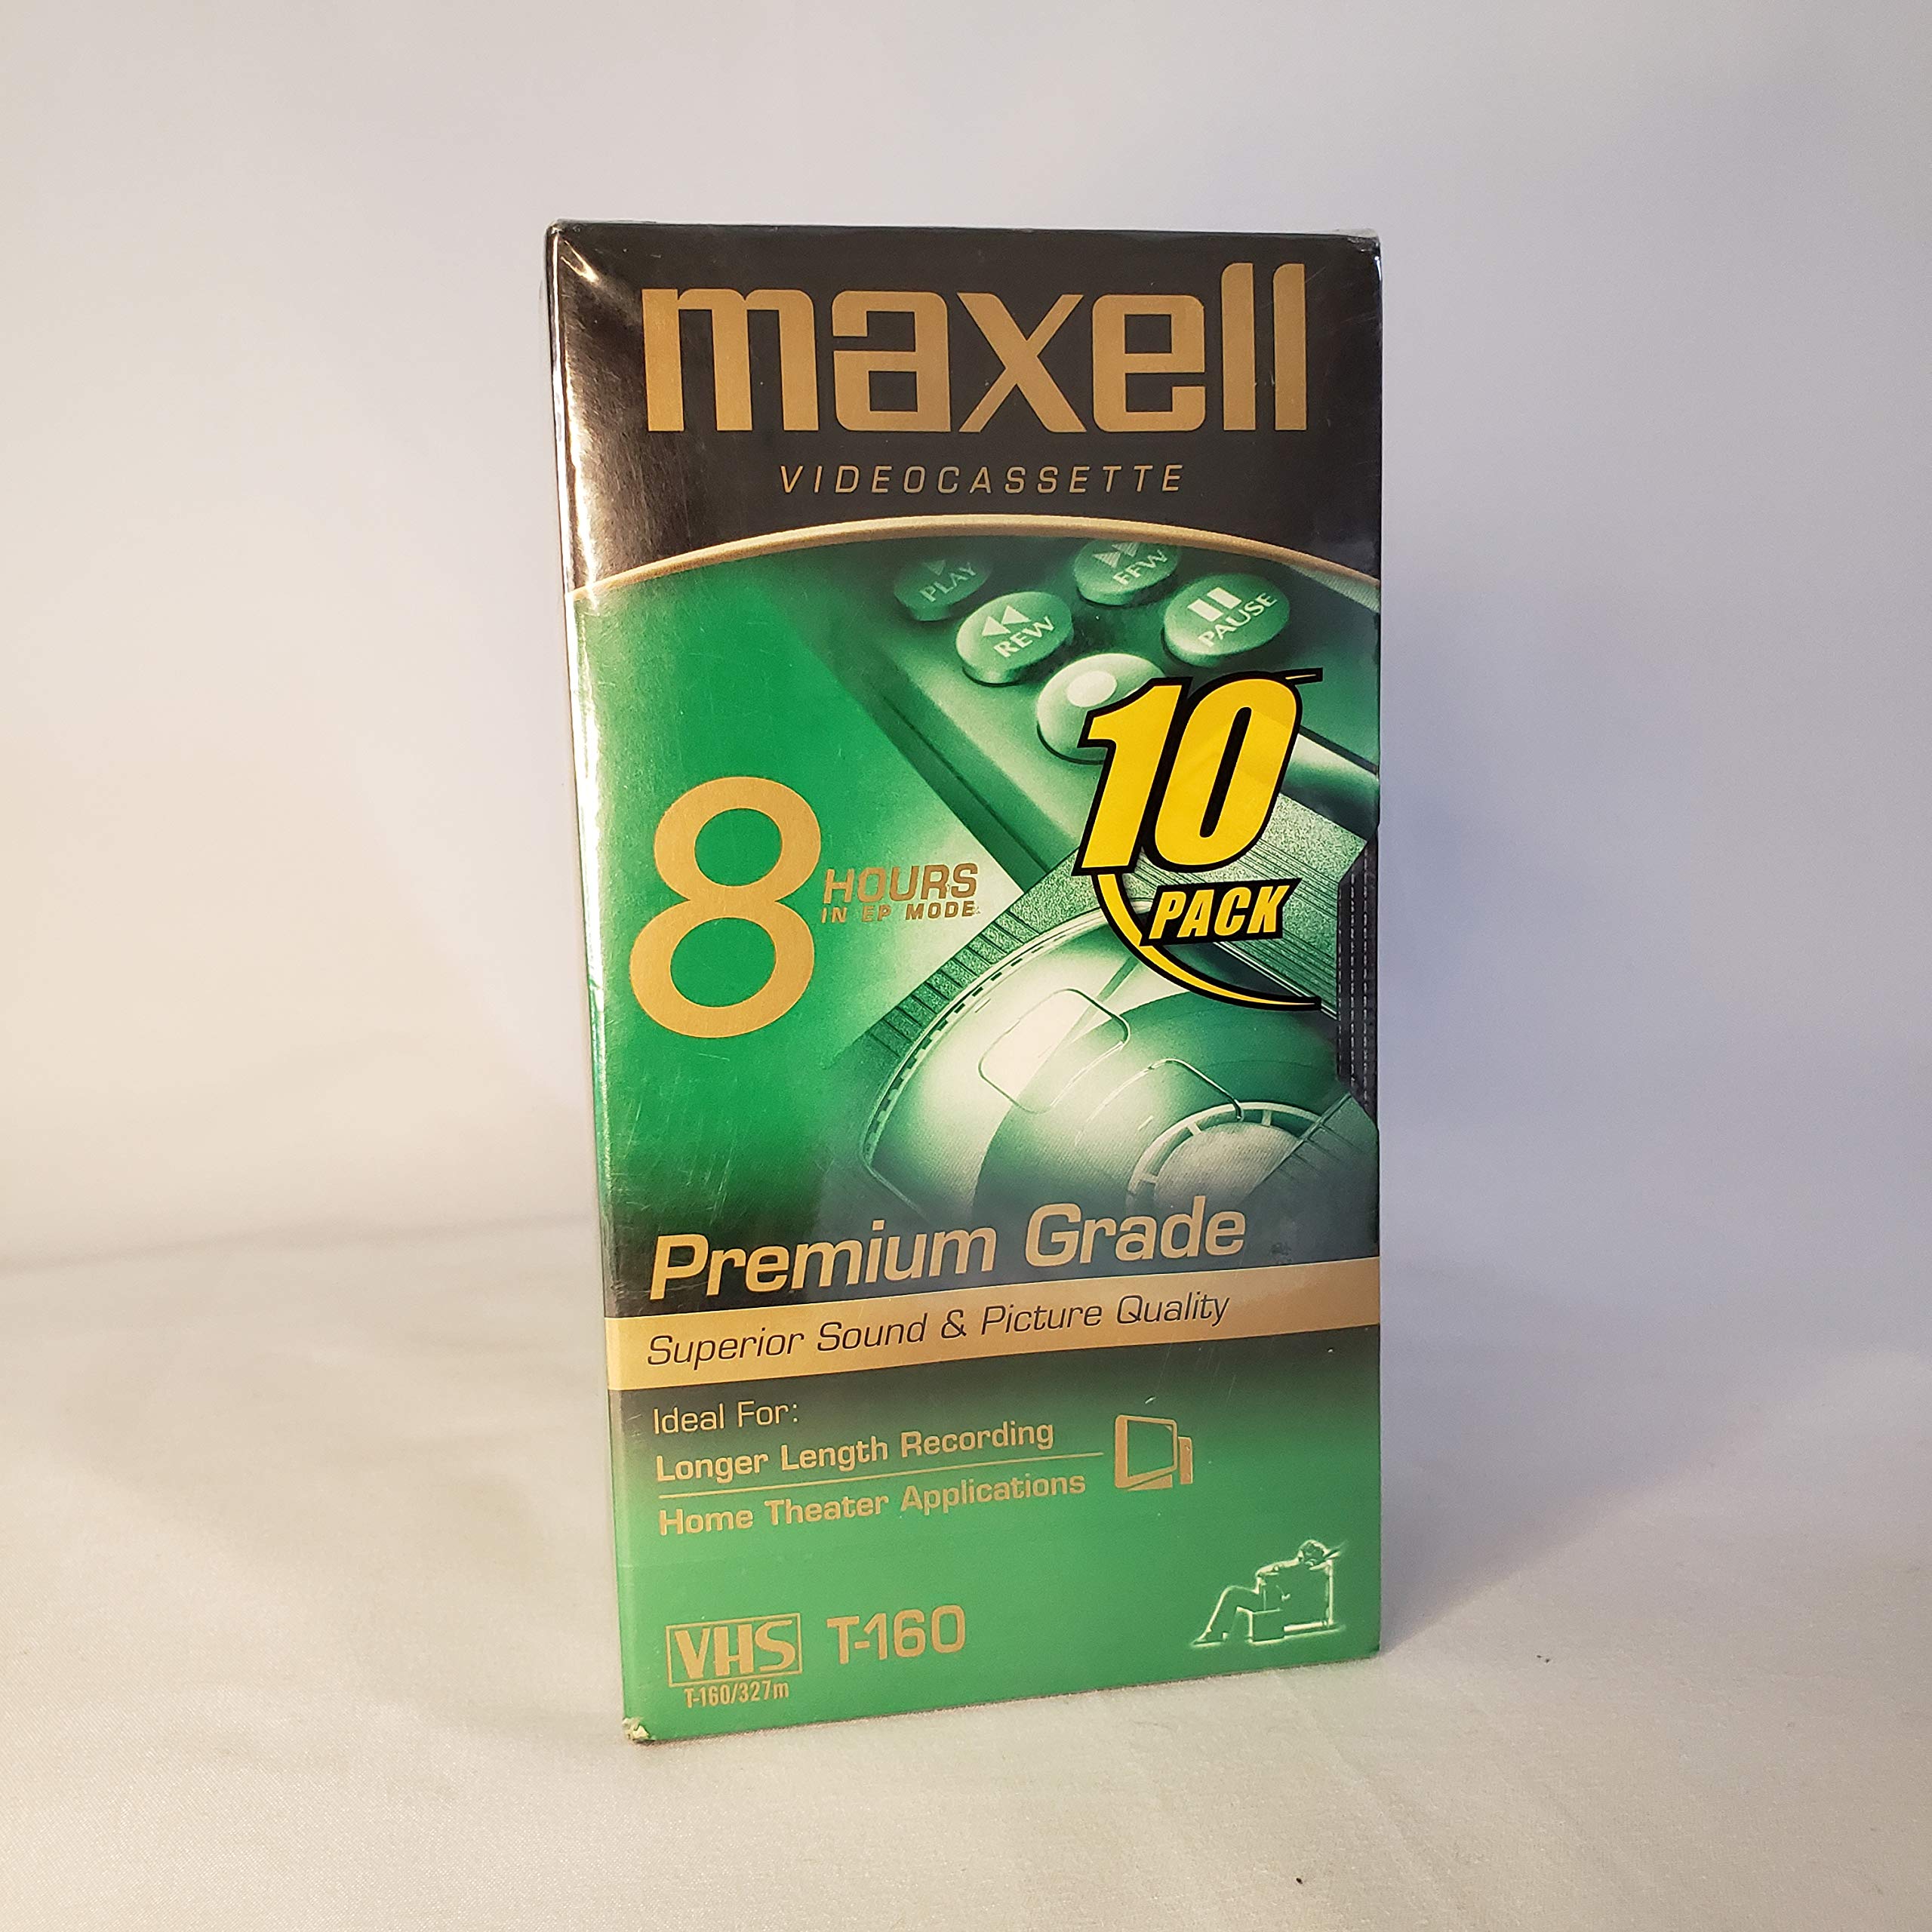 maxell
VIDEOCASSETTE
PLAY
FFW
REW
PAUSE
10
PACK
8 HOURS
IN EP MODE
Premium Grade
Superior Sound & Picture Quality
Ideal For:
Longer Length Recording
Home Theater Applications
VHS T-160
T-160/327m